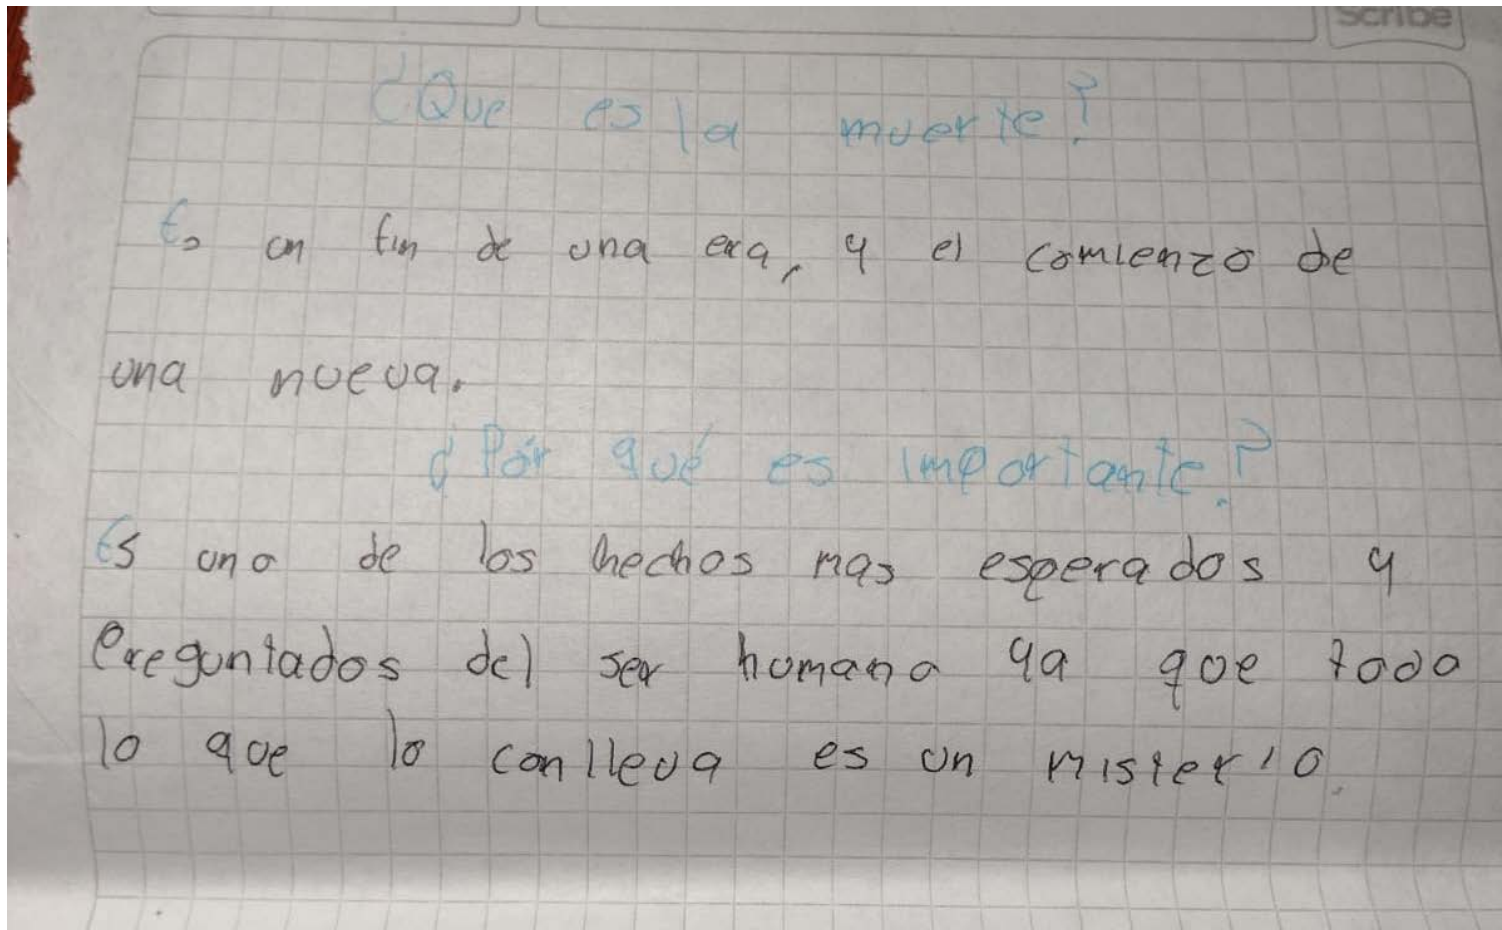 Scribe
¿Que es la muerte?
Es un fin de una era, y el comienzo de
una nueva.
¿Por qué es importante?
Es uno de los hechos mas esperados y
Preguntados del ser humano ya que todo
lo que lo conlleva es un misterio.